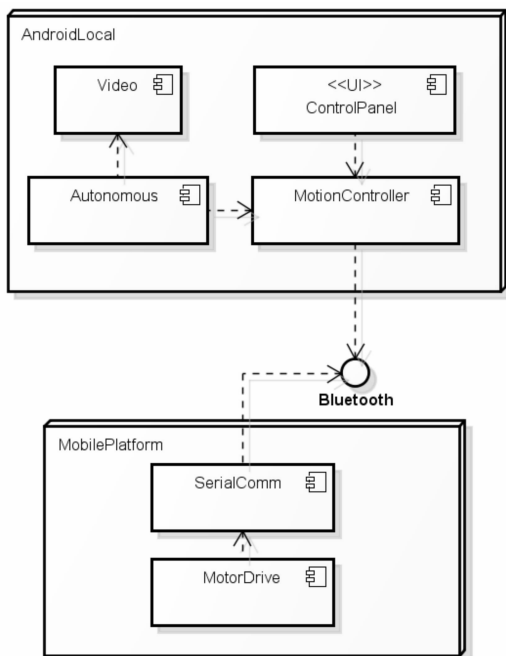 AndroidLocal
Video
<<UI>>
ControlPanel
Autonomous
MotionController
Bluetooth
MobilePlatform
SerialComm
MotorDrive